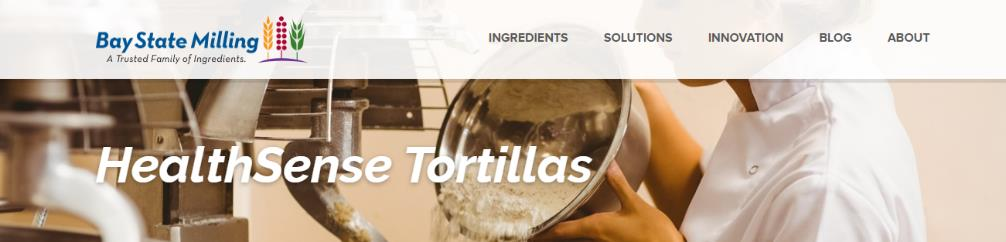 Bay State Milling
A Trusted Family of Ingredients.
INGREDIENTS SOLUTIONS INNOVATION BLOG ABOUT
HealthSense Tortillas